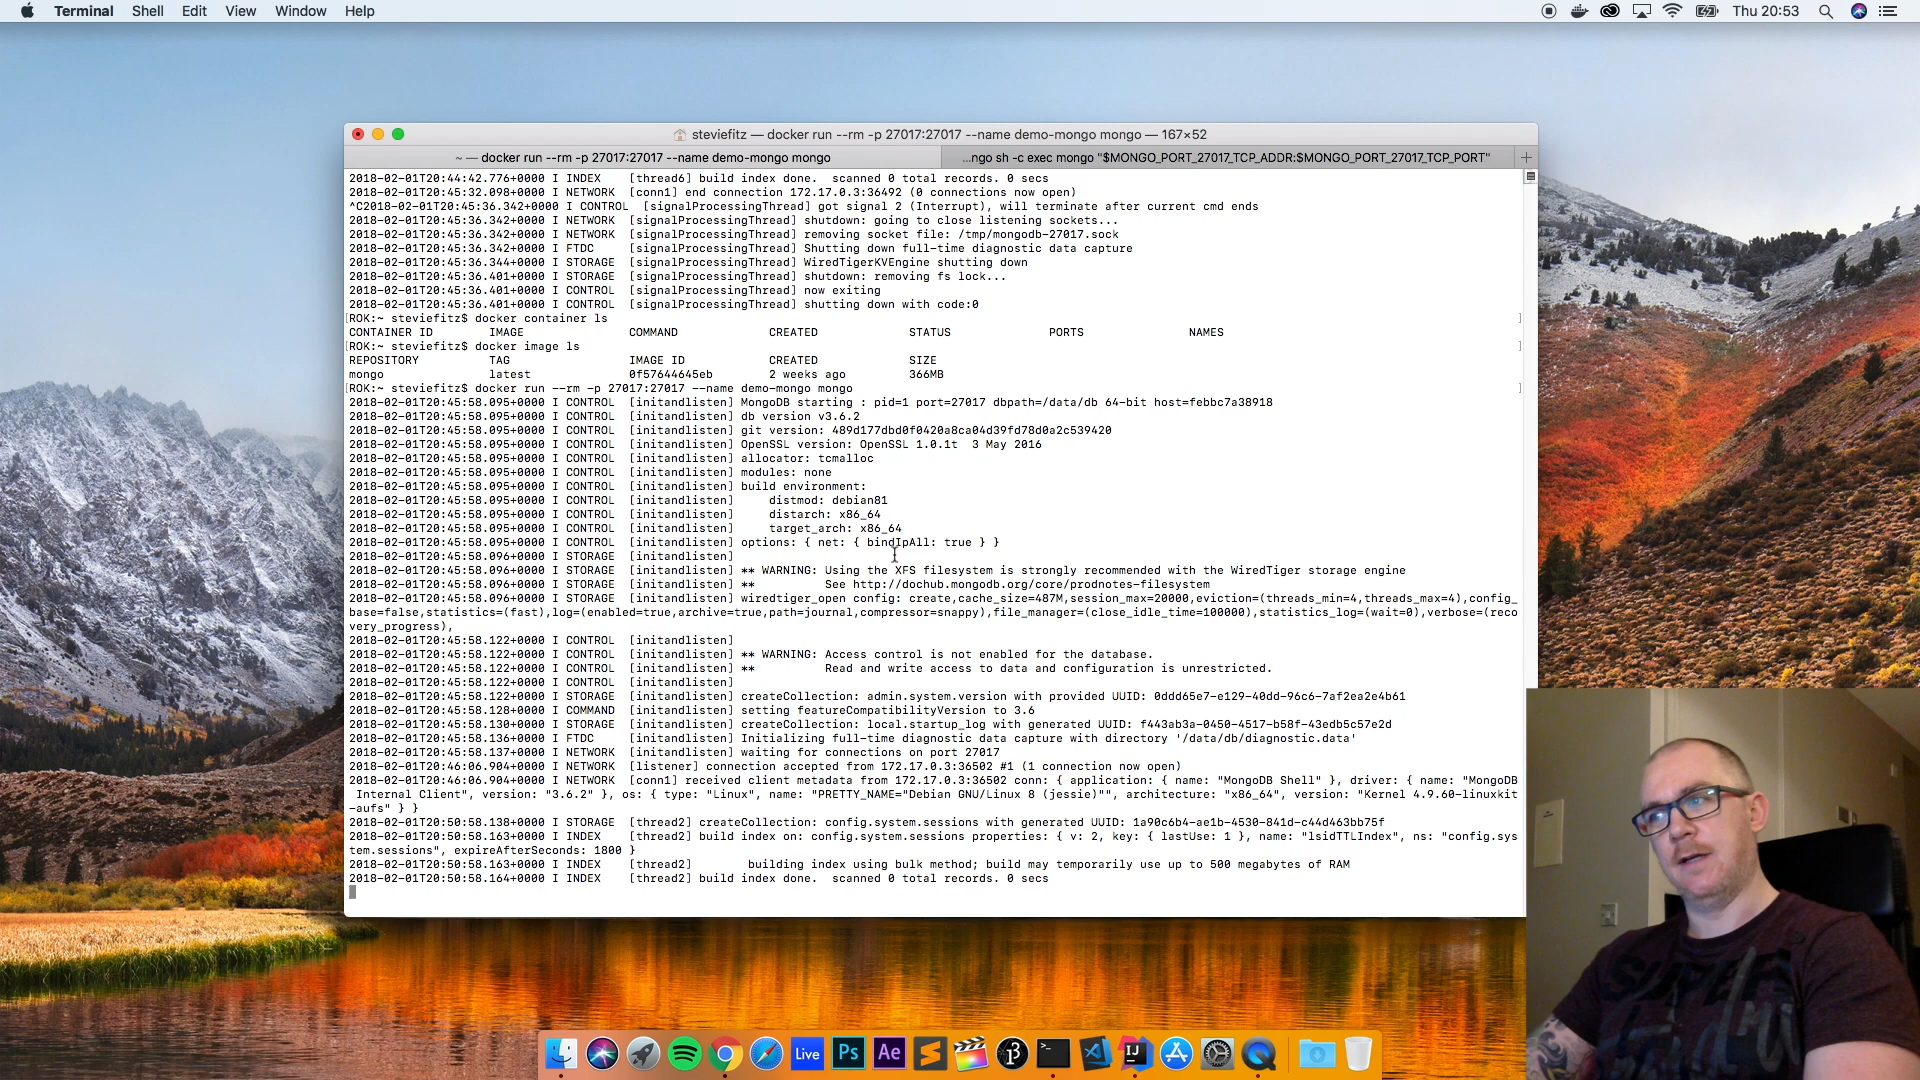 Terminal Shell Edit View Window Help Thu 20:53
steviefitz — docker run --rm -p 27017:27017 --name demo-mongo mongo — 167×52
~ — docker run --rm -p 27017:27017 --name demo-mongo mongo
...ngo sh -c exec mongo "$MONGO_PORT_27017_TCP_ADDR:$MONGO_PORT_27017_TCP_PORT"
2018-02-01T20:44:42.776+0000 I INDEX    [thread6] build index done.  scanned 0 total records. 0 secs
2018-02-01T20:45:32.098+0000 I NETWORK  [conn1] end connection 172.17.0.3:36492 (0 connections now open)
^C2018-02-01T20:45:36.342+0000 I CONTROL  [signalProcessingThread] got signal 2 (Interrupt), will terminate after current cmd ends
2018-02-01T20:45:36.342+0000 I NETWORK  [signalProcessingThread] shutdown: going to close listening sockets...
2018-02-01T20:45:36.342+0000 I NETWORK  [signalProcessingThread] removing socket file: /tmp/mongodb-27017.sock
2018-02-01T20:45:36.342+0000 I FTDC     [signalProcessingThread] Shutting down full-time diagnostic data capture
2018-02-01T20:45:36.344+0000 I STORAGE  [signalProcessingThread] WiredTigerKVEngine shutting down
2018-02-01T20:45:36.401+0000 I STORAGE  [signalProcessingThread] shutdown: removing fs lock...
2018-02-01T20:45:36.401+0000 I CONTROL  [signalProcessingThread] now exiting
2018-02-01T20:45:36.401+0000 I CONTROL  [signalProcessingThread] shutting down with code:0
[ROK:~ steviefitz$ docker container ls ]
CONTAINER ID        IMAGE               COMMAND             CREATED             STATUS              PORTS               NAMES
[ROK:~ steviefitz$ docker image ls ]
REPOSITORY          TAG                 IMAGE ID            CREATED             SIZE
mongo               latest              0f57644645eb        2 weeks ago         366MB
[ROK:~ steviefitz$ docker run --rm -p 27017:27017 --name demo-mongo mongo ]
2018-02-01T20:45:58.095+0000 I CONTROL  [initandlisten] MongoDB starting : pid=1 port=27017 dbpath=/data/db 64-bit host=febbc7a38918
2018-02-01T20:45:58.095+0000 I CONTROL  [initandlisten] db version v3.6.2
2018-02-01T20:45:58.095+0000 I CONTROL  [initandlisten] git version: 489d177dbd0f0420a8ca04d39fd78d0a2c539420
2018-02-01T20:45:58.095+0000 I CONTROL  [initandlisten] OpenSSL version: OpenSSL 1.0.1t  3 May 2016
2018-02-01T20:45:58.095+0000 I CONTROL  [initandlisten] allocator: tcmalloc
2018-02-01T20:45:58.095+0000 I CONTROL  [initandlisten] modules: none
2018-02-01T20:45:58.095+0000 I CONTROL  [initandlisten] build environment:
2018-02-01T20:45:58.095+0000 I CONTROL  [initandlisten]     distmod: debian81
2018-02-01T20:45:58.095+0000 I CONTROL  [initandlisten]     distarch: x86_64
2018-02-01T20:45:58.095+0000 I CONTROL  [initandlisten]     target_arch: x86_64
2018-02-01T20:45:58.095+0000 I CONTROL  [initandlisten] options: { net: { bindIpAll: true } }
2018-02-01T20:45:58.096+0000 I STORAGE  [initandlisten]
2018-02-01T20:45:58.096+0000 I STORAGE  [initandlisten] ** WARNING: Using the XFS filesystem is strongly recommended with the WiredTiger storage engine
2018-02-01T20:45:58.096+0000 I STORAGE  [initandlisten] **          See http://dochub.mongodb.org/core/prodnotes-filesystem
2018-02-01T20:45:58.096+0000 I STORAGE  [initandlisten] wiredtiger_open config: create,cache_size=487M,session_max=20000,eviction=(threads_min=4,threads_max=4),config_
base=false,statistics=(fast),log=(enabled=true,archive=true,path=journal,compressor=snappy),file_manager=(close_idle_time=100000),statistics_log=(wait=0),verbose=(reco
very_progress),
2018-02-01T20:45:58.122+0000 I CONTROL  [initandlisten]
2018-02-01T20:45:58.122+0000 I CONTROL  [initandlisten] ** WARNING: Access control is not enabled for the database.
2018-02-01T20:45:58.122+0000 I CONTROL  [initandlisten] **          Read and write access to data and configuration is unrestricted.
2018-02-01T20:45:58.122+0000 I CONTROL  [initandlisten]
2018-02-01T20:45:58.122+0000 I STORAGE  [initandlisten] createCollection: admin.system.version with provided UUID: 0ddd65e7-e129-40dd-96c6-7af2ea2e4b61
2018-02-01T20:45:58.128+0000 I COMMAND  [initandlisten] setting featureCompatibilityVersion to 3.6
2018-02-01T20:45:58.130+0000 I STORAGE  [initandlisten] createCollection: local.startup_log with generated UUID: f443ab3a-0450-4517-b58f-43edb5c57e2d
2018-02-01T20:45:58.136+0000 I FTDC     [initandlisten] Initializing full-time diagnostic data capture with directory '/data/db/diagnostic.data'
2018-02-01T20:45:58.137+0000 I NETWORK  [initandlisten] waiting for connections on port 27017
2018-02-01T20:46:06.904+0000 I NETWORK  [listener] connection accepted from 172.17.0.3:36502 #1 (1 connection now open)
2018-02-01T20:46:06.904+0000 I NETWORK  [conn1] received client metadata from 172.17.0.3:36502 conn: { application: { name: "MongoDB Shell" }, driver: { name: "MongoDB
 Internal Client", version: "3.6.2" }, os: { type: "Linux", name: "PRETTY_NAME="Debian GNU/Linux 8 (jessie)"", architecture: "x86_64", version: "Kernel 4.9.60-linuxkit
-aufs" } }
2018-02-01T20:50:58.138+0000 I STORAGE  [thread2] createCollection: config.system.sessions with generated UUID: 1a90c6b4-ae1b-4530-841d-c44d463bb75f
2018-02-01T20:50:58.163+0000 I INDEX    [thread2] build index on: config.system.sessions properties: { v: 2, key: { lastUse: 1 }, name: "lsidTTLIndex", ns: "config.sys
tem.sessions", expireAfterSeconds: 1800 }
2018-02-01T20:50:58.163+0000 I INDEX    [thread2]        building index using bulk method; build may temporarily use up to 500 megabytes of RAM
2018-02-01T20:50:58.164+0000 I INDEX    [thread2] build index done.  scanned 0 total records. 0 secs
Live Ps Ae IJ